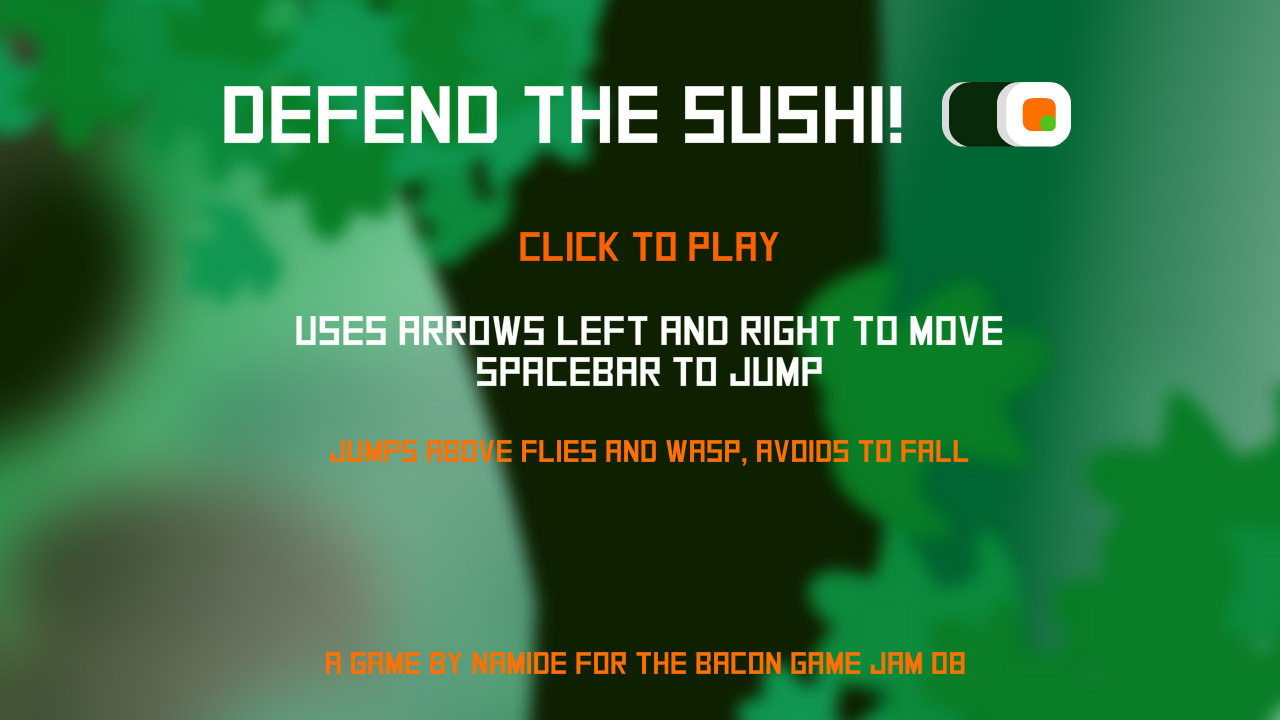 DEFEND THE SUSHI!
CLICK TO PLAY
USES ARROWS LEFT AND RIGHT TO MOVE
SPACEBAR TO JUMP
JUMPS ABOVE FLIES AND WASP, AVOIDS TO FALL
A GAME BY NAMIDE FOR THE BACON GAME JAM 08